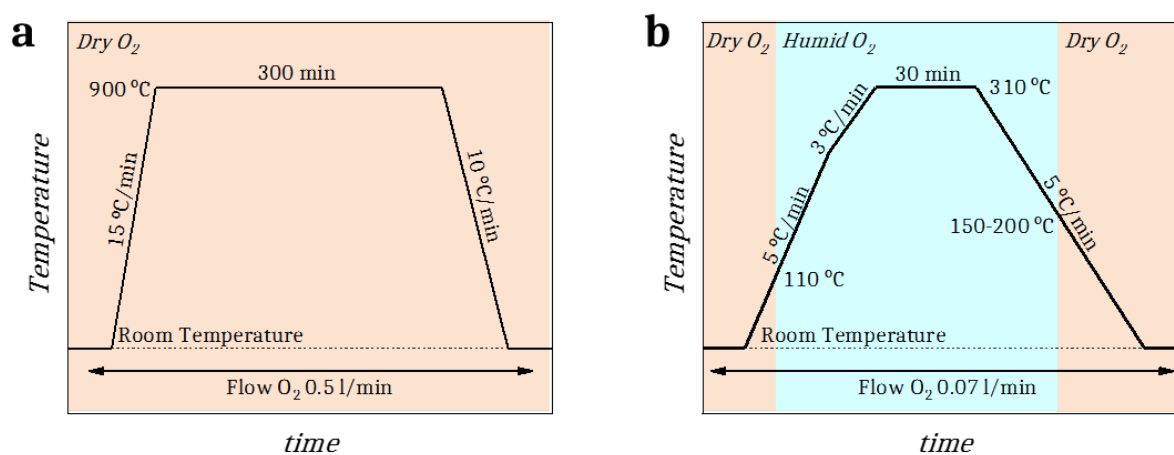 a
Dry O₂
300 min
900 ºC
15 ºC/min
10 ºC/min
Room Temperature
Flow O₂ 0.5 l/min
Temperature
time
b
Dry O₂
Humid O₂
Dry O₂
30 min
310 ºC
3 ºC/min
5 ºC/min
5 ºC/min
150-200 ºC
110 ºC
Room Temperature
Flow O₂ 0.07 l/min
Temperature
time